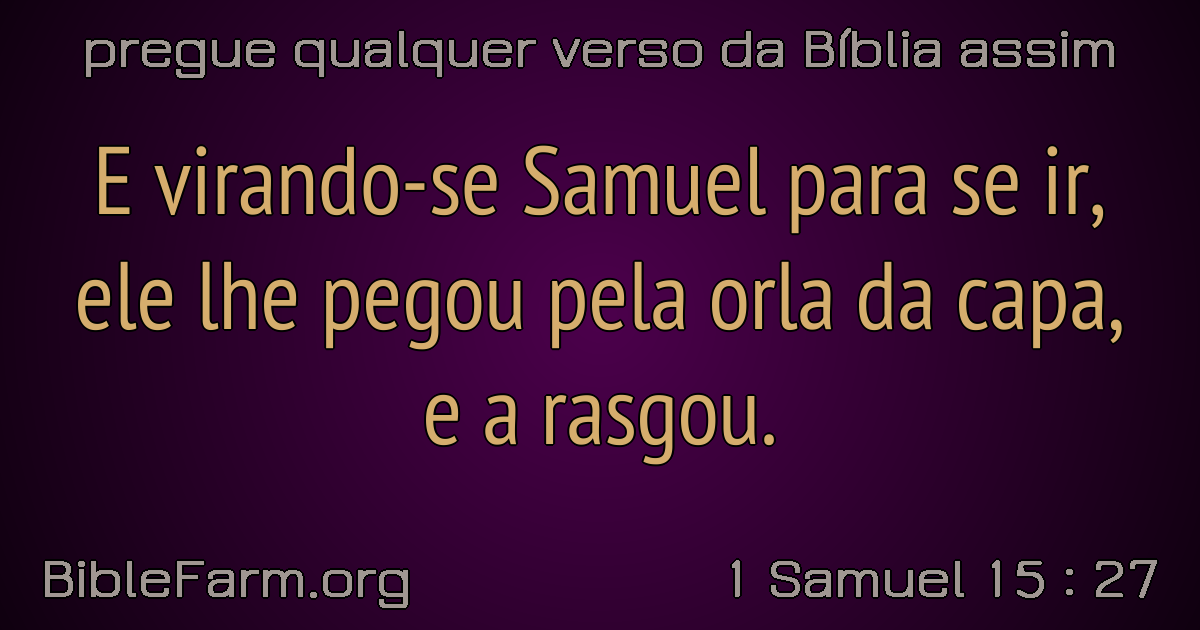 pregue qualquer verso da Bíblia assim
E virando-se Samuel para se ir,
ele lhe pegou pela orla da capa,
e a rasgou.
BibleFarm.org
1 Samuel 15 : 27